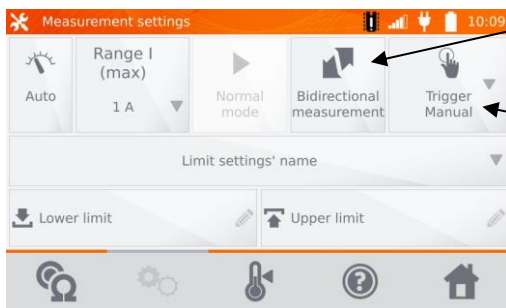 Measurement settings 10:09
Auto
Range I
(max)
1 A
Normal
mode
Bidirectional
measurement
Trigger
Manual
Limit settings' name
Lower limit
Upper limit